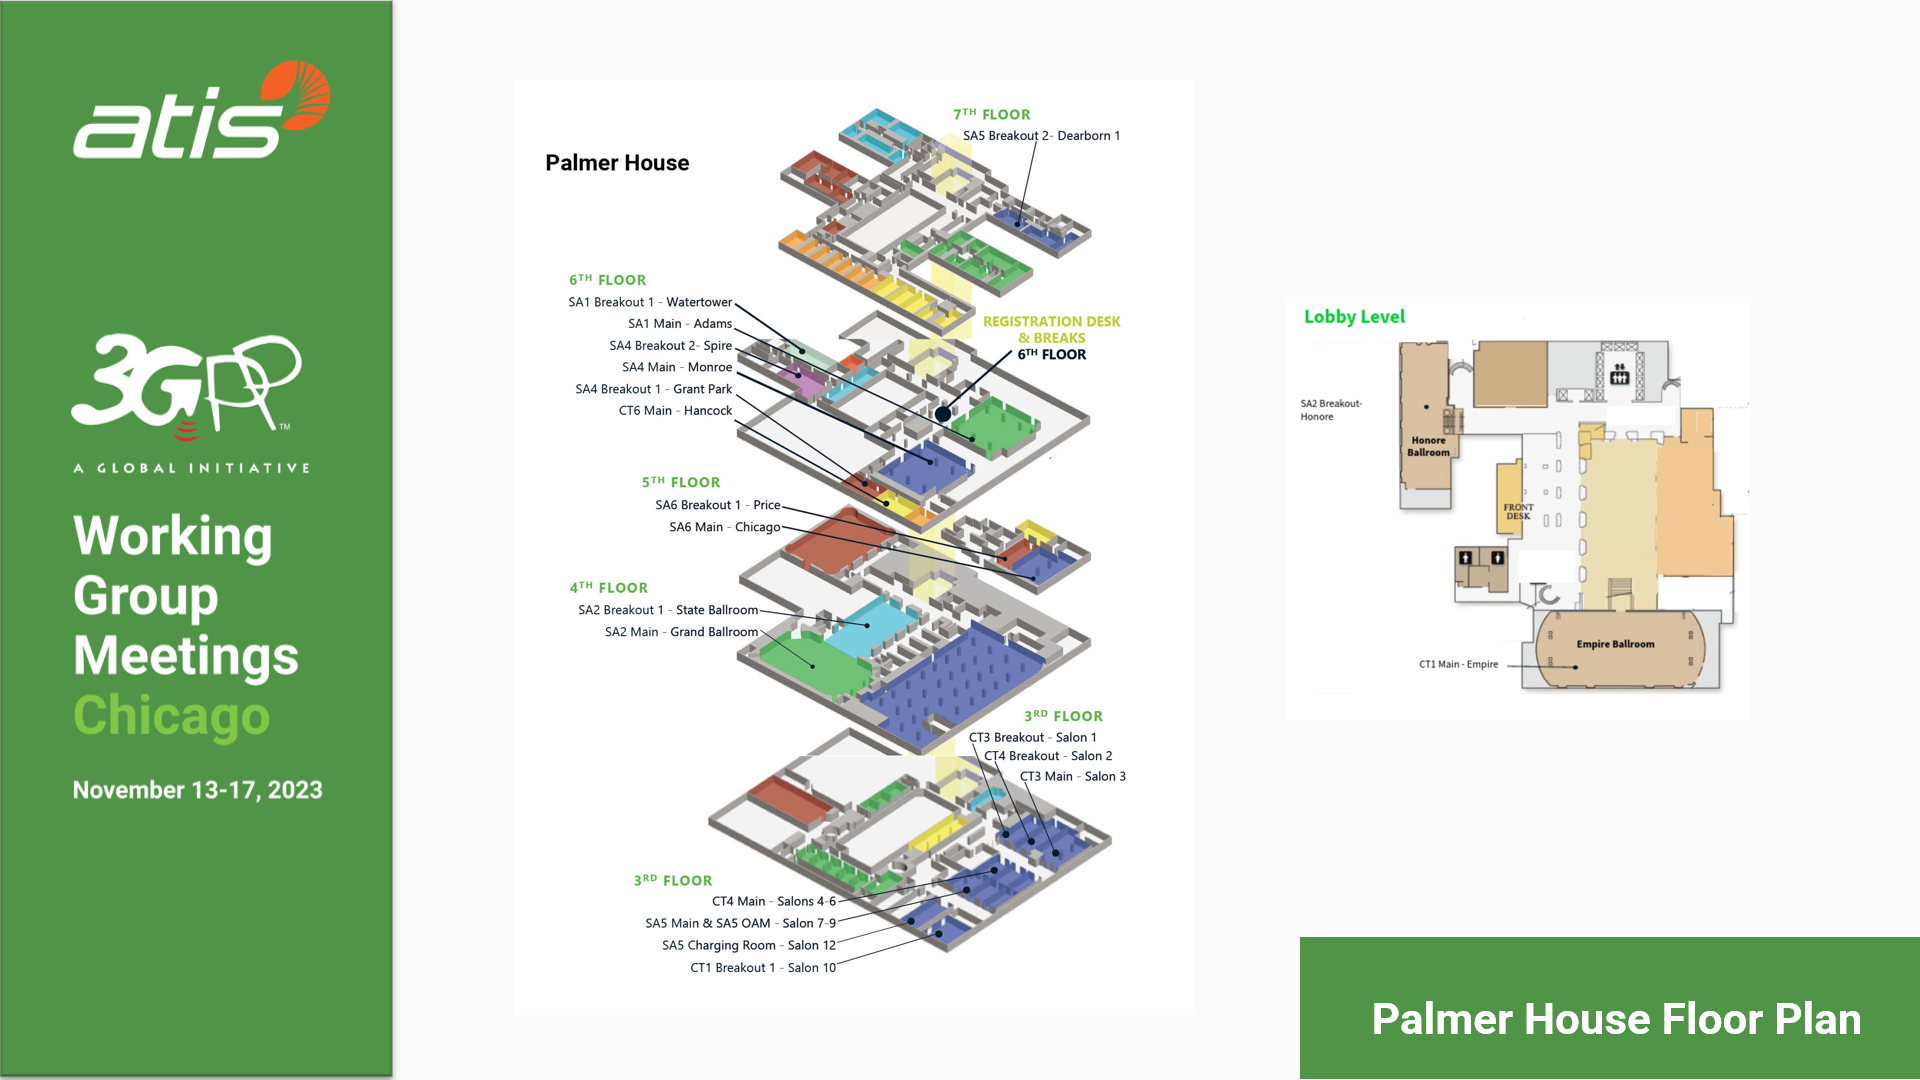 atis
3GPP
TM
A GLOBAL INITIATIVE
Working
Group
Meetings
Chicago
November 13-17, 2023
Palmer House
7TH FLOOR
SA5 Breakout 2- Dearborn 1
6TH FLOOR
SA1 Breakout 1 - Watertower
SA1 Main - Adams
SA4 Breakout 2- Spire
SA4 Main - Monroe
SA4 Breakout 1 - Grant Park
CT6 Main - Hancock
REGISTRATION DESK
& BREAKS
6TH FLOOR
5TH FLOOR
SA6 Breakout 1 - Price
SA6 Main - Chicago
4TH FLOOR
SA2 Breakout 1 - State Ballroom
SA2 Main - Grand Ballroom
3RD FLOOR
CT3 Breakout - Salon 1
CT4 Breakout - Salon 2
CT3 Main - Salon 3
3RD FLOOR
CT4 Main - Salons 4-6
SA5 Main & SA5 OAM - Salon 7-9
SA5 Charging Room - Salon 12
CT1 Breakout 1 - Salon 10
Lobby Level
SA2 Breakout-
Honore
Honore
Ballroom
FRONT
DESK
Empire Ballroom
CT1 Main - Empire
Palmer House Floor Plan